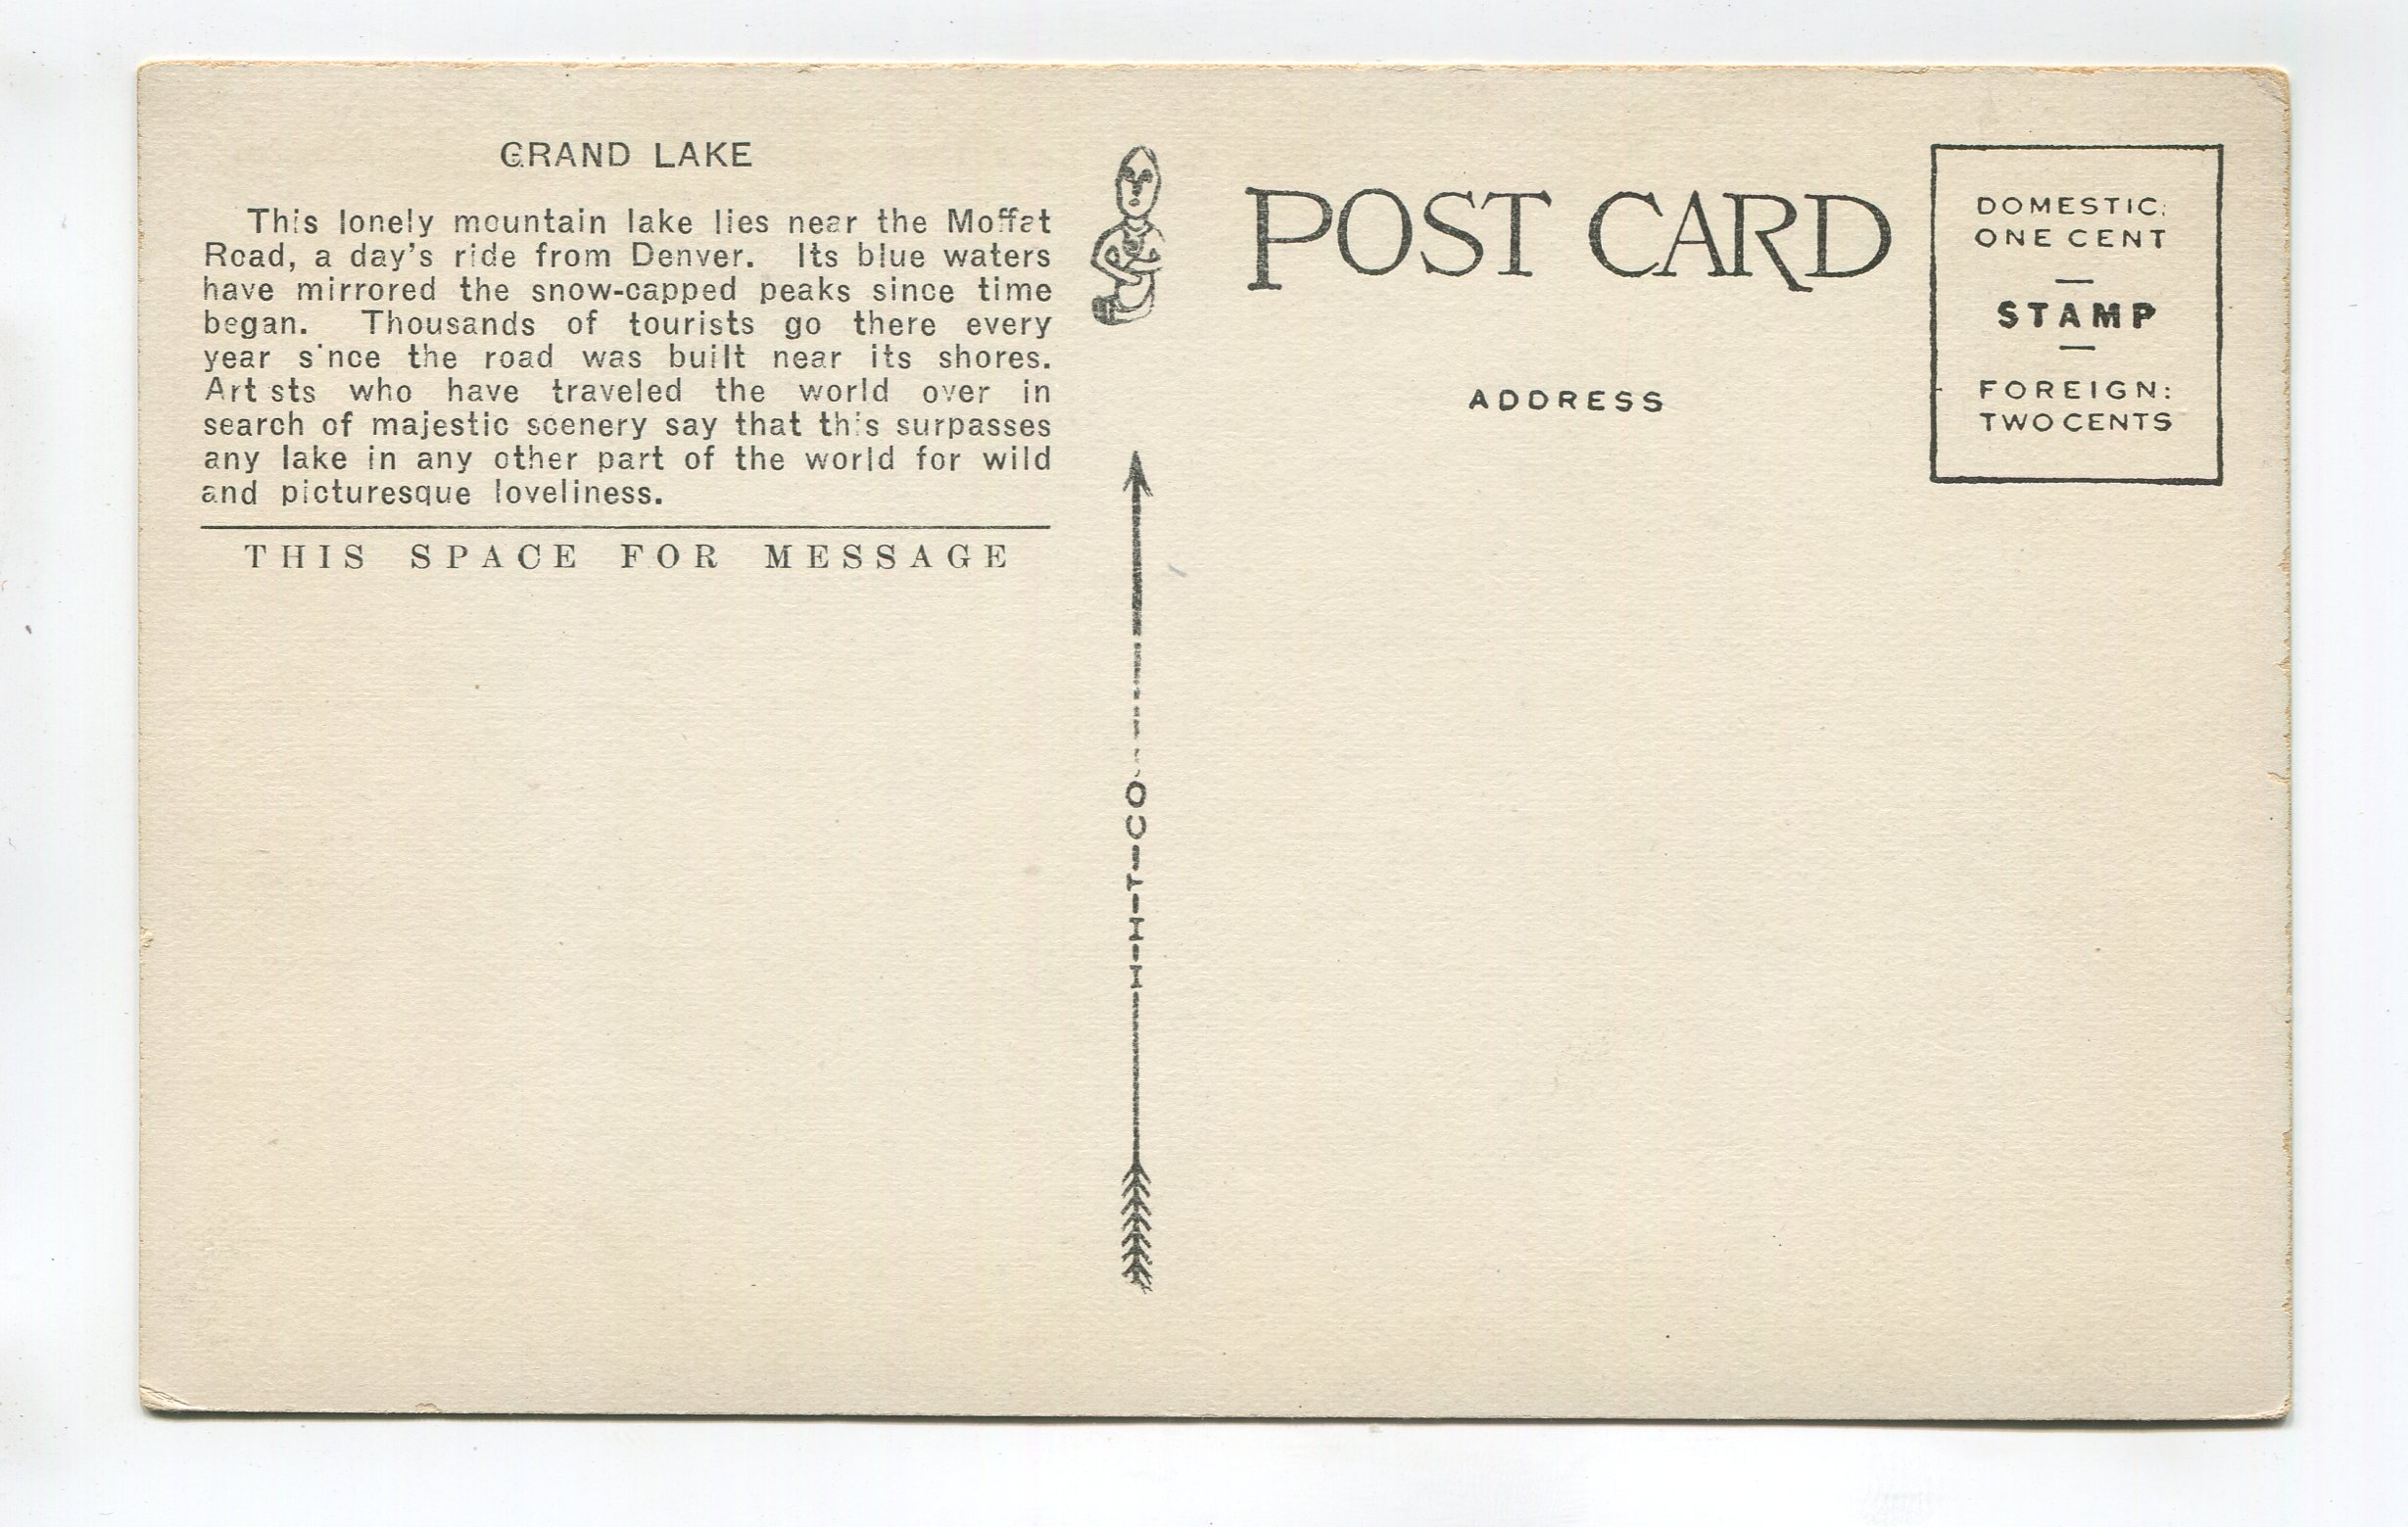 GRAND LAKE
This lonely mountain lake lies near the Moffat
Road, a day's ride from Denver. Its blue waters
have mirrored the snow-capped peaks since time
began. Thousands of tourists go there every
year s'nce the road was built near its shores.
Art sts who have traveled the world over in
search of majestic scenery say that this surpasses
any lake in any other part of the world for wild
and picturesque loveliness.
THIS SPACE FOR MESSAGE
H-H-T-CO.
POST CARD
ADDRESS
DOMESTIC:
ONE CENT
STAMP
FOREIGN:
TWO CENTS